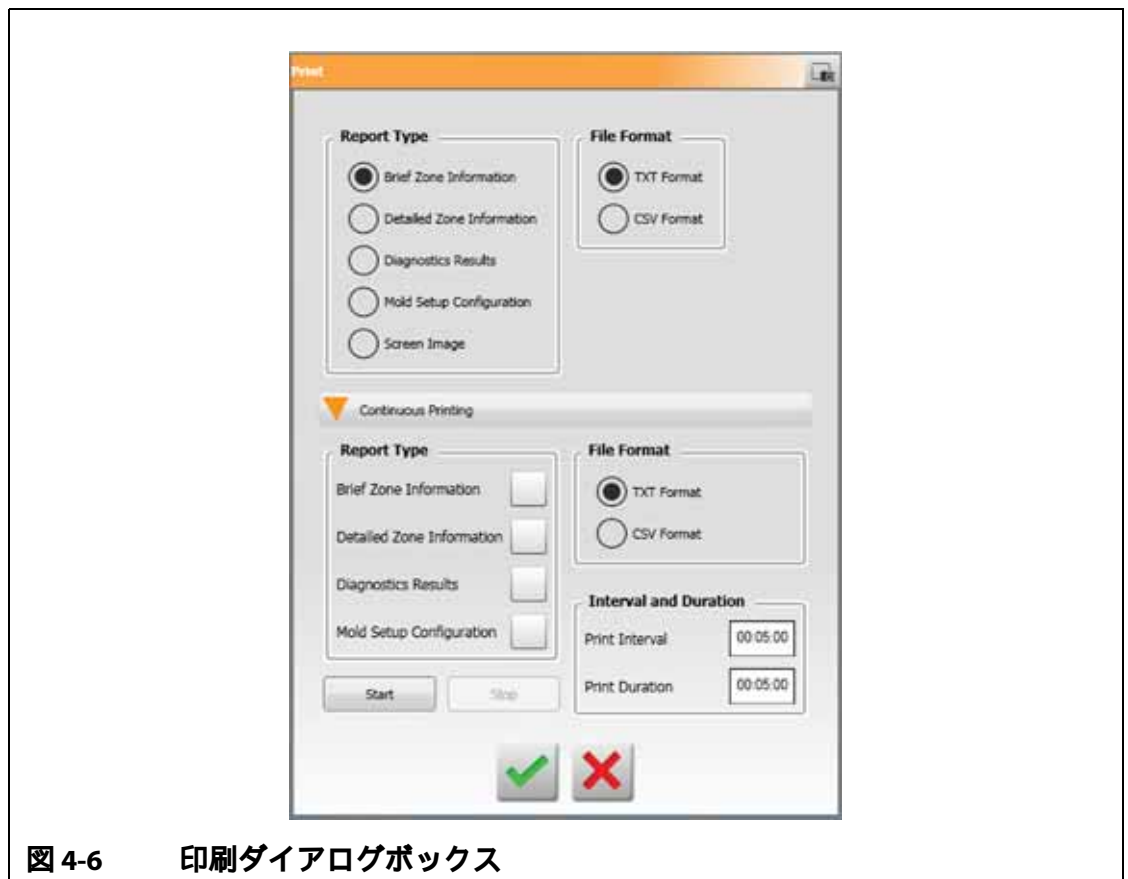 Print
Report Type
Brief Zone Information
Detailed Zone Information
Diagnostics Results
Mold Setup Configuration
Screen Image
File Format
TXT Format
CSV Format
Continuous Printing
Report Type
Brief Zone Information
Detailed Zone Information
Diagnostics Results
Mold Setup Configuration
File Format
TXT Format
CSV Format
Interval and Duration
Print Interval 00:05:00
Print Duration 00:05:00
Start Stop
図 4-6 印刷ダイアログボックス